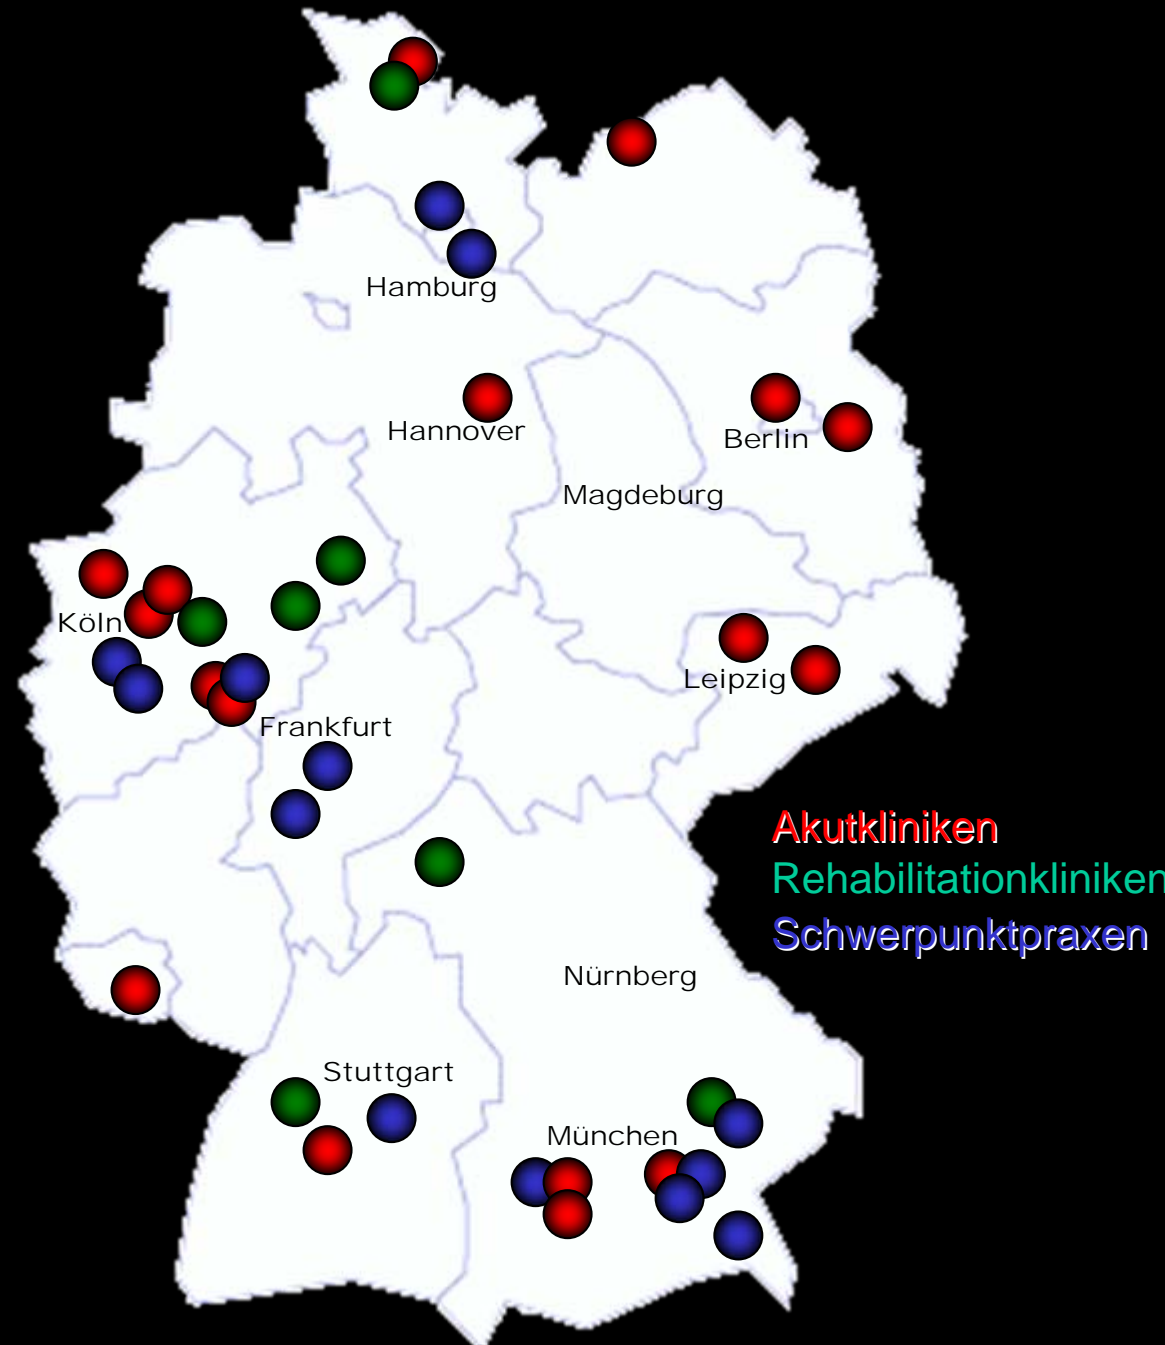 Hamburg
Hannover
Berlin
Magdeburg
Köln
Leipzig
Frankfurt
Akutkliniken
Rehabilitationkliniken
Schwerpunktpraxen
Nürnberg
Stuttgart
München